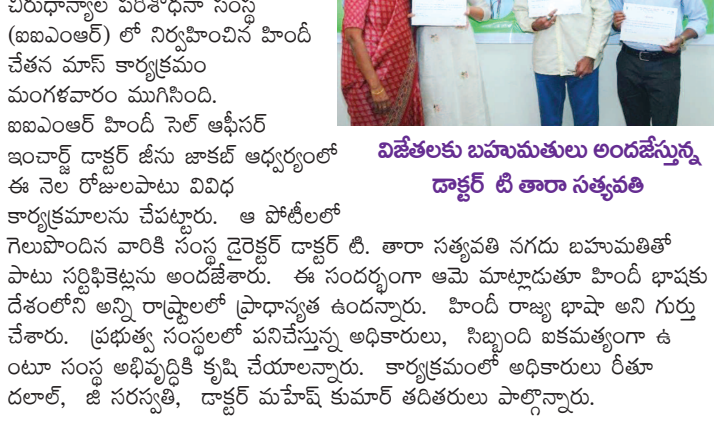 చిరుధాన్యాల పరిశోధనా సంస్థ
(ఐఐఎంఆర్) లో నిర్వహించిన హిందీ
చేతన మాస్ కార్యక్రమం
మంగళవారం ముగిసింది.
ఐఐఎంఆర్ హిందీ సెల్ ఆఫీసర్
ఇంచార్జ్ డాక్టర్ జీను జాకబ్ ఆధ్వర్యంలో
ఈ నెల రోజులపాటు వివిధ
కార్యక్రమాలను చేపట్టారు. ఆ పోటీలలో
గెలుపొందిన వారికి సంస్థ డైరెక్టర్ డాక్టర్ టి. తారా సత్యవతి నగదు బహుమతితో
పాటు సర్టిఫికెట్లను అందజేశారు. ఈ సందర్భంగా ఆమె మాట్లాడుతూ హిందీ భాషకు
దేశంలోని అన్ని రాష్ట్రాలలో ప్రాధాన్యత ఉందన్నారు. హిందీ రాజ్య భాషా అని గుర్తు
చేశారు. ప్రభుత్వ సంస్థలలో పనిచేస్తున్న అధికారులు, సిబ్బంది ఐకమత్యంగా ఉ
ంటూ సంస్థ అభివృద్ధికి కృషి చేయాలన్నారు. కార్యక్రమంలో అధికారులు రీతూ
దలాల్, జి సరస్వతి, డాక్టర్ మహేష్ కుమార్ తదితరులు పాల్గొన్నారు.
విజేతలకు బహుమతులు అందజేస్తున్న
డాక్టర్ టి తారా సత్యవతి